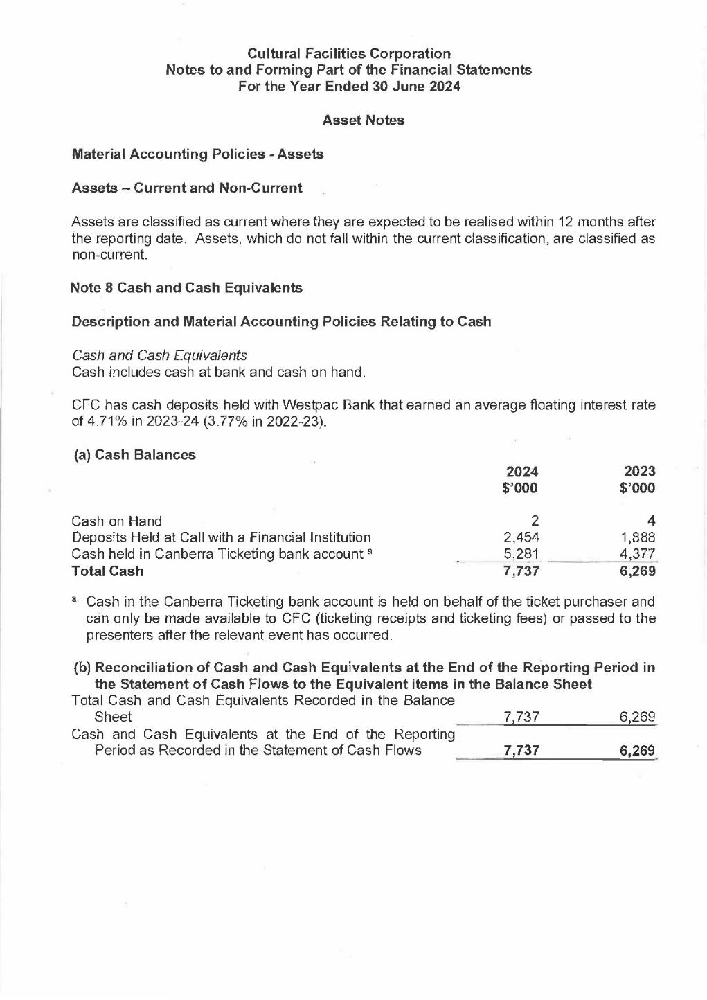 Cultural Facilities Corporation
Notes to and Forming Part of the Financial Statements
For the Year Ended 30 June 2024
Asset Notes
Material Accounting Policies - Assets
Assets – Current and Non-Current
Assets are classified as current where they are expected to be realised within 12 months after
the reporting date. Assets, which do not fall within the current classification, are classified as
non-current.
Note 8 Cash and Cash Equivalents
Description and Material Accounting Policies Relating to Cash
Cash and Cash Equivalents
Cash includes cash at bank and cash on hand.
CFC has cash deposits held with Westpac Bank that earned an average floating interest rate
of 4.71% in 2023-24 (3.77% in 2022-23).
(a) Cash Balances
2024 2023
$'000 $'000
Cash on Hand 2 4
Deposits Held at Call with a Financial Institution 2,454 1,888
Cash held in Canberra Ticketing bank account a 5,281 4,377
Total Cash 7,737 6,269
a. Cash in the Canberra Ticketing bank account is held on behalf of the ticket purchaser and
can only be made available to CFC (ticketing receipts and ticketing fees) or passed to the
presenters after the relevant event has occurred.
(b) Reconciliation of Cash and Cash Equivalents at the End of the Reporting Period in
the Statement of Cash Flows to the Equivalent items in the Balance Sheet
Total Cash and Cash Equivalents Recorded in the Balance
Sheet 7,737 6,269
Cash and Cash Equivalents at the End of the Reporting
Period as Recorded in the Statement of Cash Flows 7,737 6,269